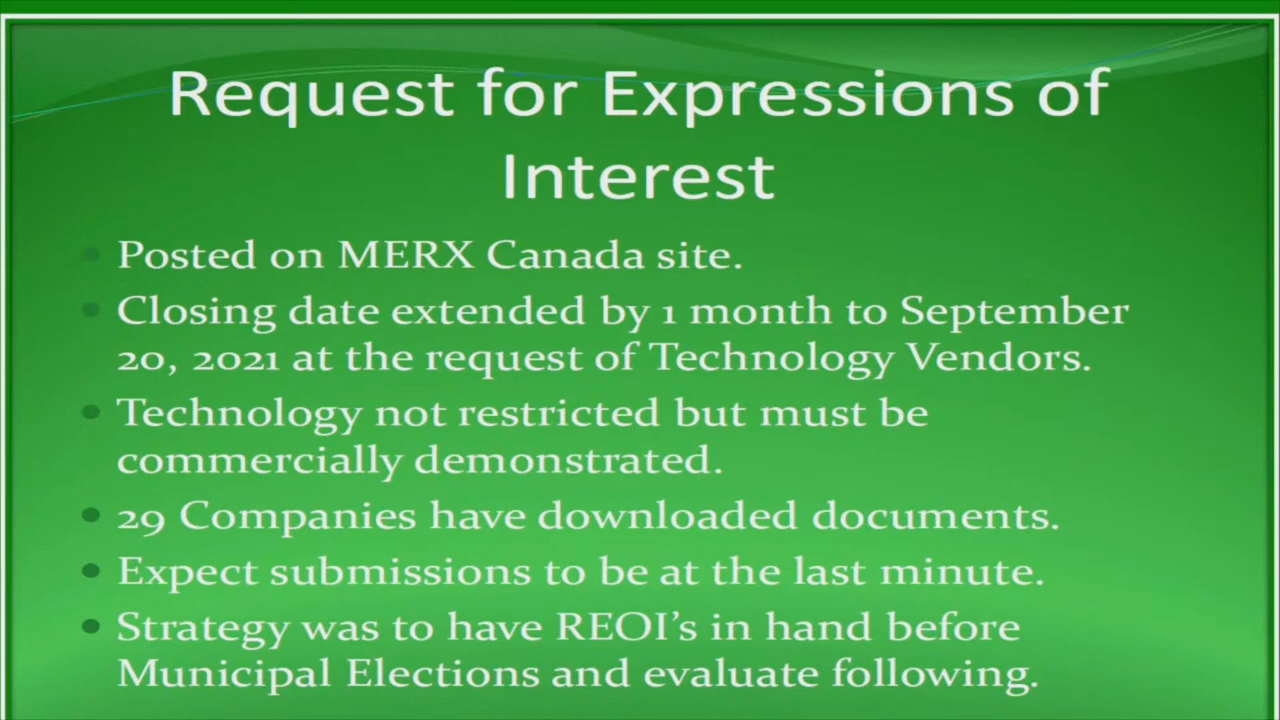 Request for Expressions of
Interest
Posted on MERX Canada site.
Closing date extended by 1 month to September
20, 2021 at the request of Technology Vendors.
Technology not restricted but must be
commercially demonstrated.
29 Companies have downloaded documents.
Expect submissions to be at the last minute.
Strategy was to have REOI’s in hand before
Municipal Elections and evaluate following.